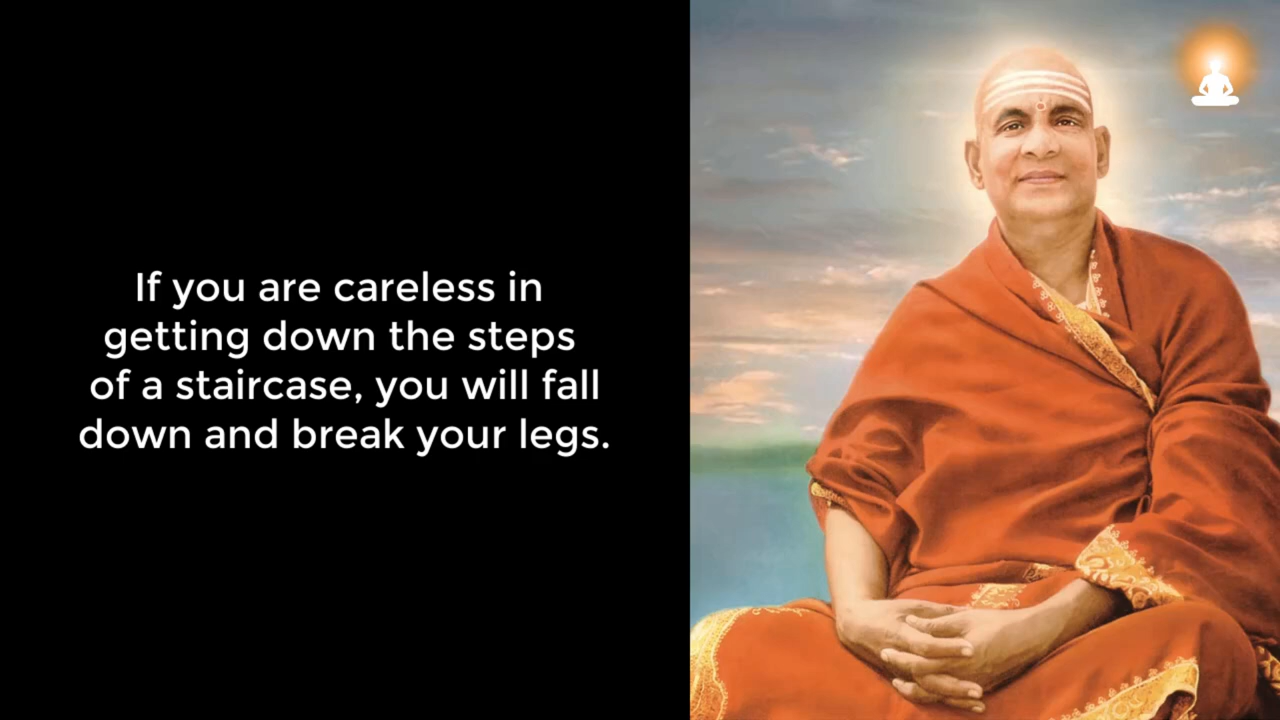 If you are careless in
getting down the steps
of a staircase, you will fall
down and break your legs.